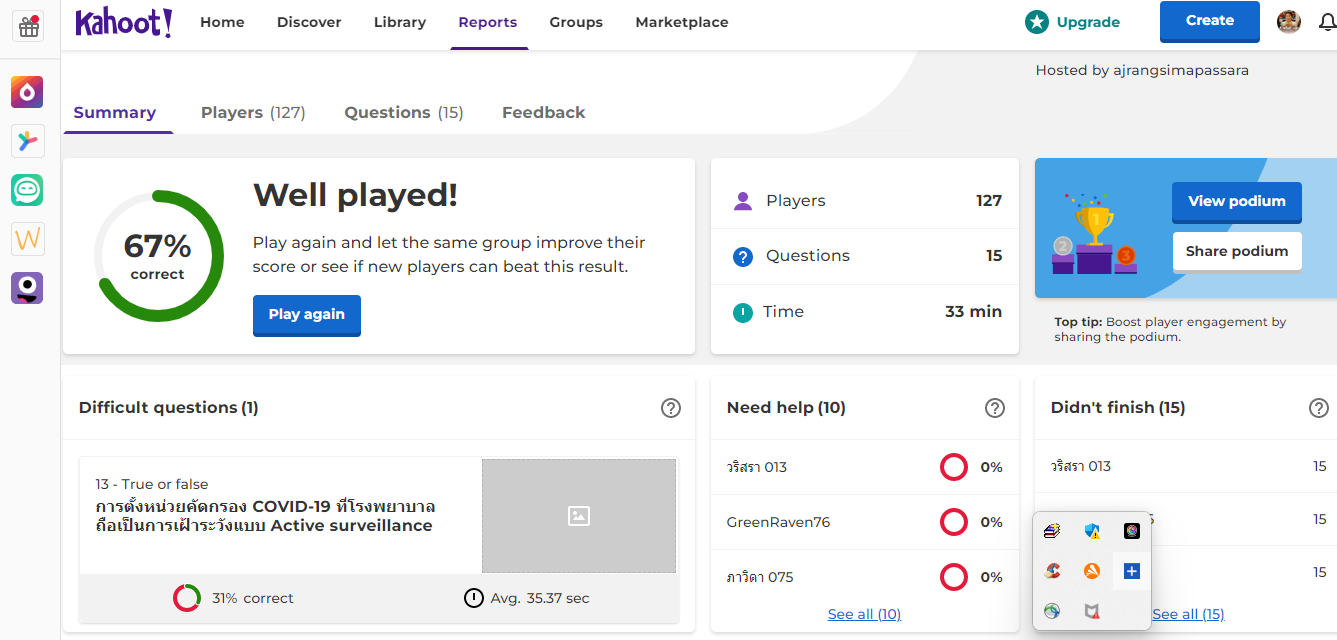 Kahoot!
Home
Discover
Library
Reports
Groups
Marketplace
Upgrade
Create
Hosted by ajrangsimapassara
Summary
Players (127)
Questions (15)
Feedback
67%
correct
Well played!
Play again and let the same group improve their
score or see if new players can beat this result.
Play again
Players 127
Questions 15
Time 33 min
2
3
View podium
Share podium
Top tip: Boost player engagement by
sharing the podium.
Difficult questions (1)
13 - True or false
การตั้งหน่วยคัดกรอง COVID-19 ที่โรงพยาบาล
ถือเป็นการเฝ้าระวังแบบ Active surveillance
31% correct
Avg. 35.37 sec
Need help (10)
วริสรา 013 0%
GreenRaven76 0%
ภาวิดา 075 0%
See all (10)
Didn't finish (15)
วริสรา 013 15
15
15
See all (15)